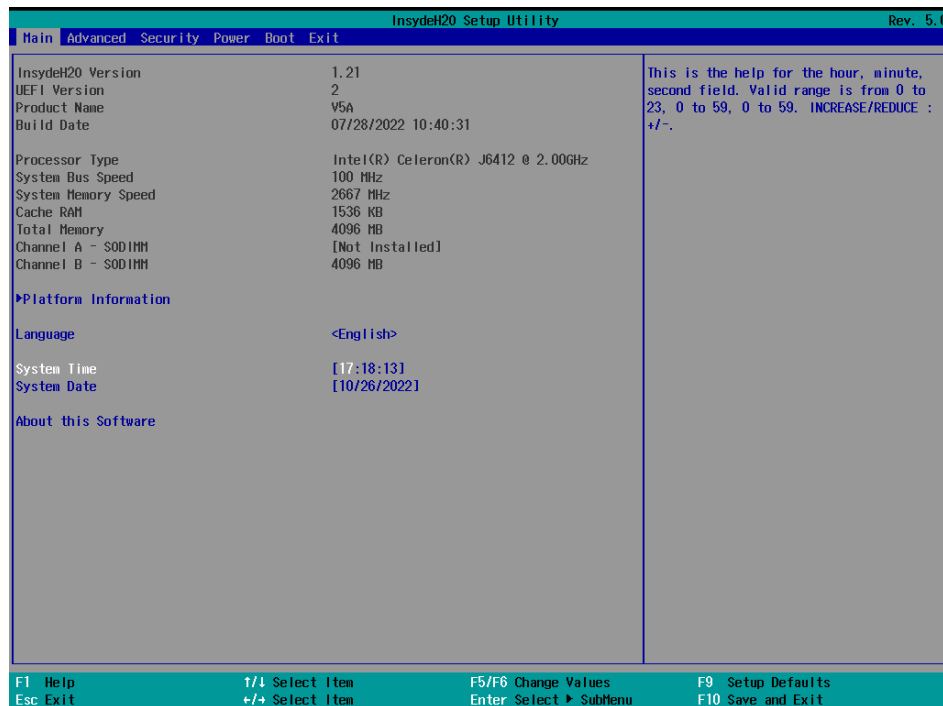 InsydeH20 Setup Utility Rev. 5.
Main Advanced Security Power Boot Exit
InsydeH20 Version 1.21
UEFI Version 2
Product Name V5A
Build Date 07/28/2022 10:40:31
Processor Type Intel(R) Celeron(R) J6412 @ 2.00GHz
System Bus Speed 100 MHz
System Memory Speed 2667 MHz
Cache RAM 1536 KB
Total Memory 4096 MB
Channel A - SODIMM [Not Installed]
Channel B - SODIMM 4096 MB
▶Platform Information
Language <English>
System Time [17:18:13]
System Date [10/26/2022]
About this Software
This is the help for the hour, minute,
second field. Valid range is from 0 to
23, 0 to 59, 0 to 59. INCREASE/REDUCE :
+/-.
F1 Help ↑/↓ Select Item F5/F6 Change Values F9 Setup Defaults
Esc Exit ←/→ Select Item Enter Select ▶ SubMenu F10 Save and Exit